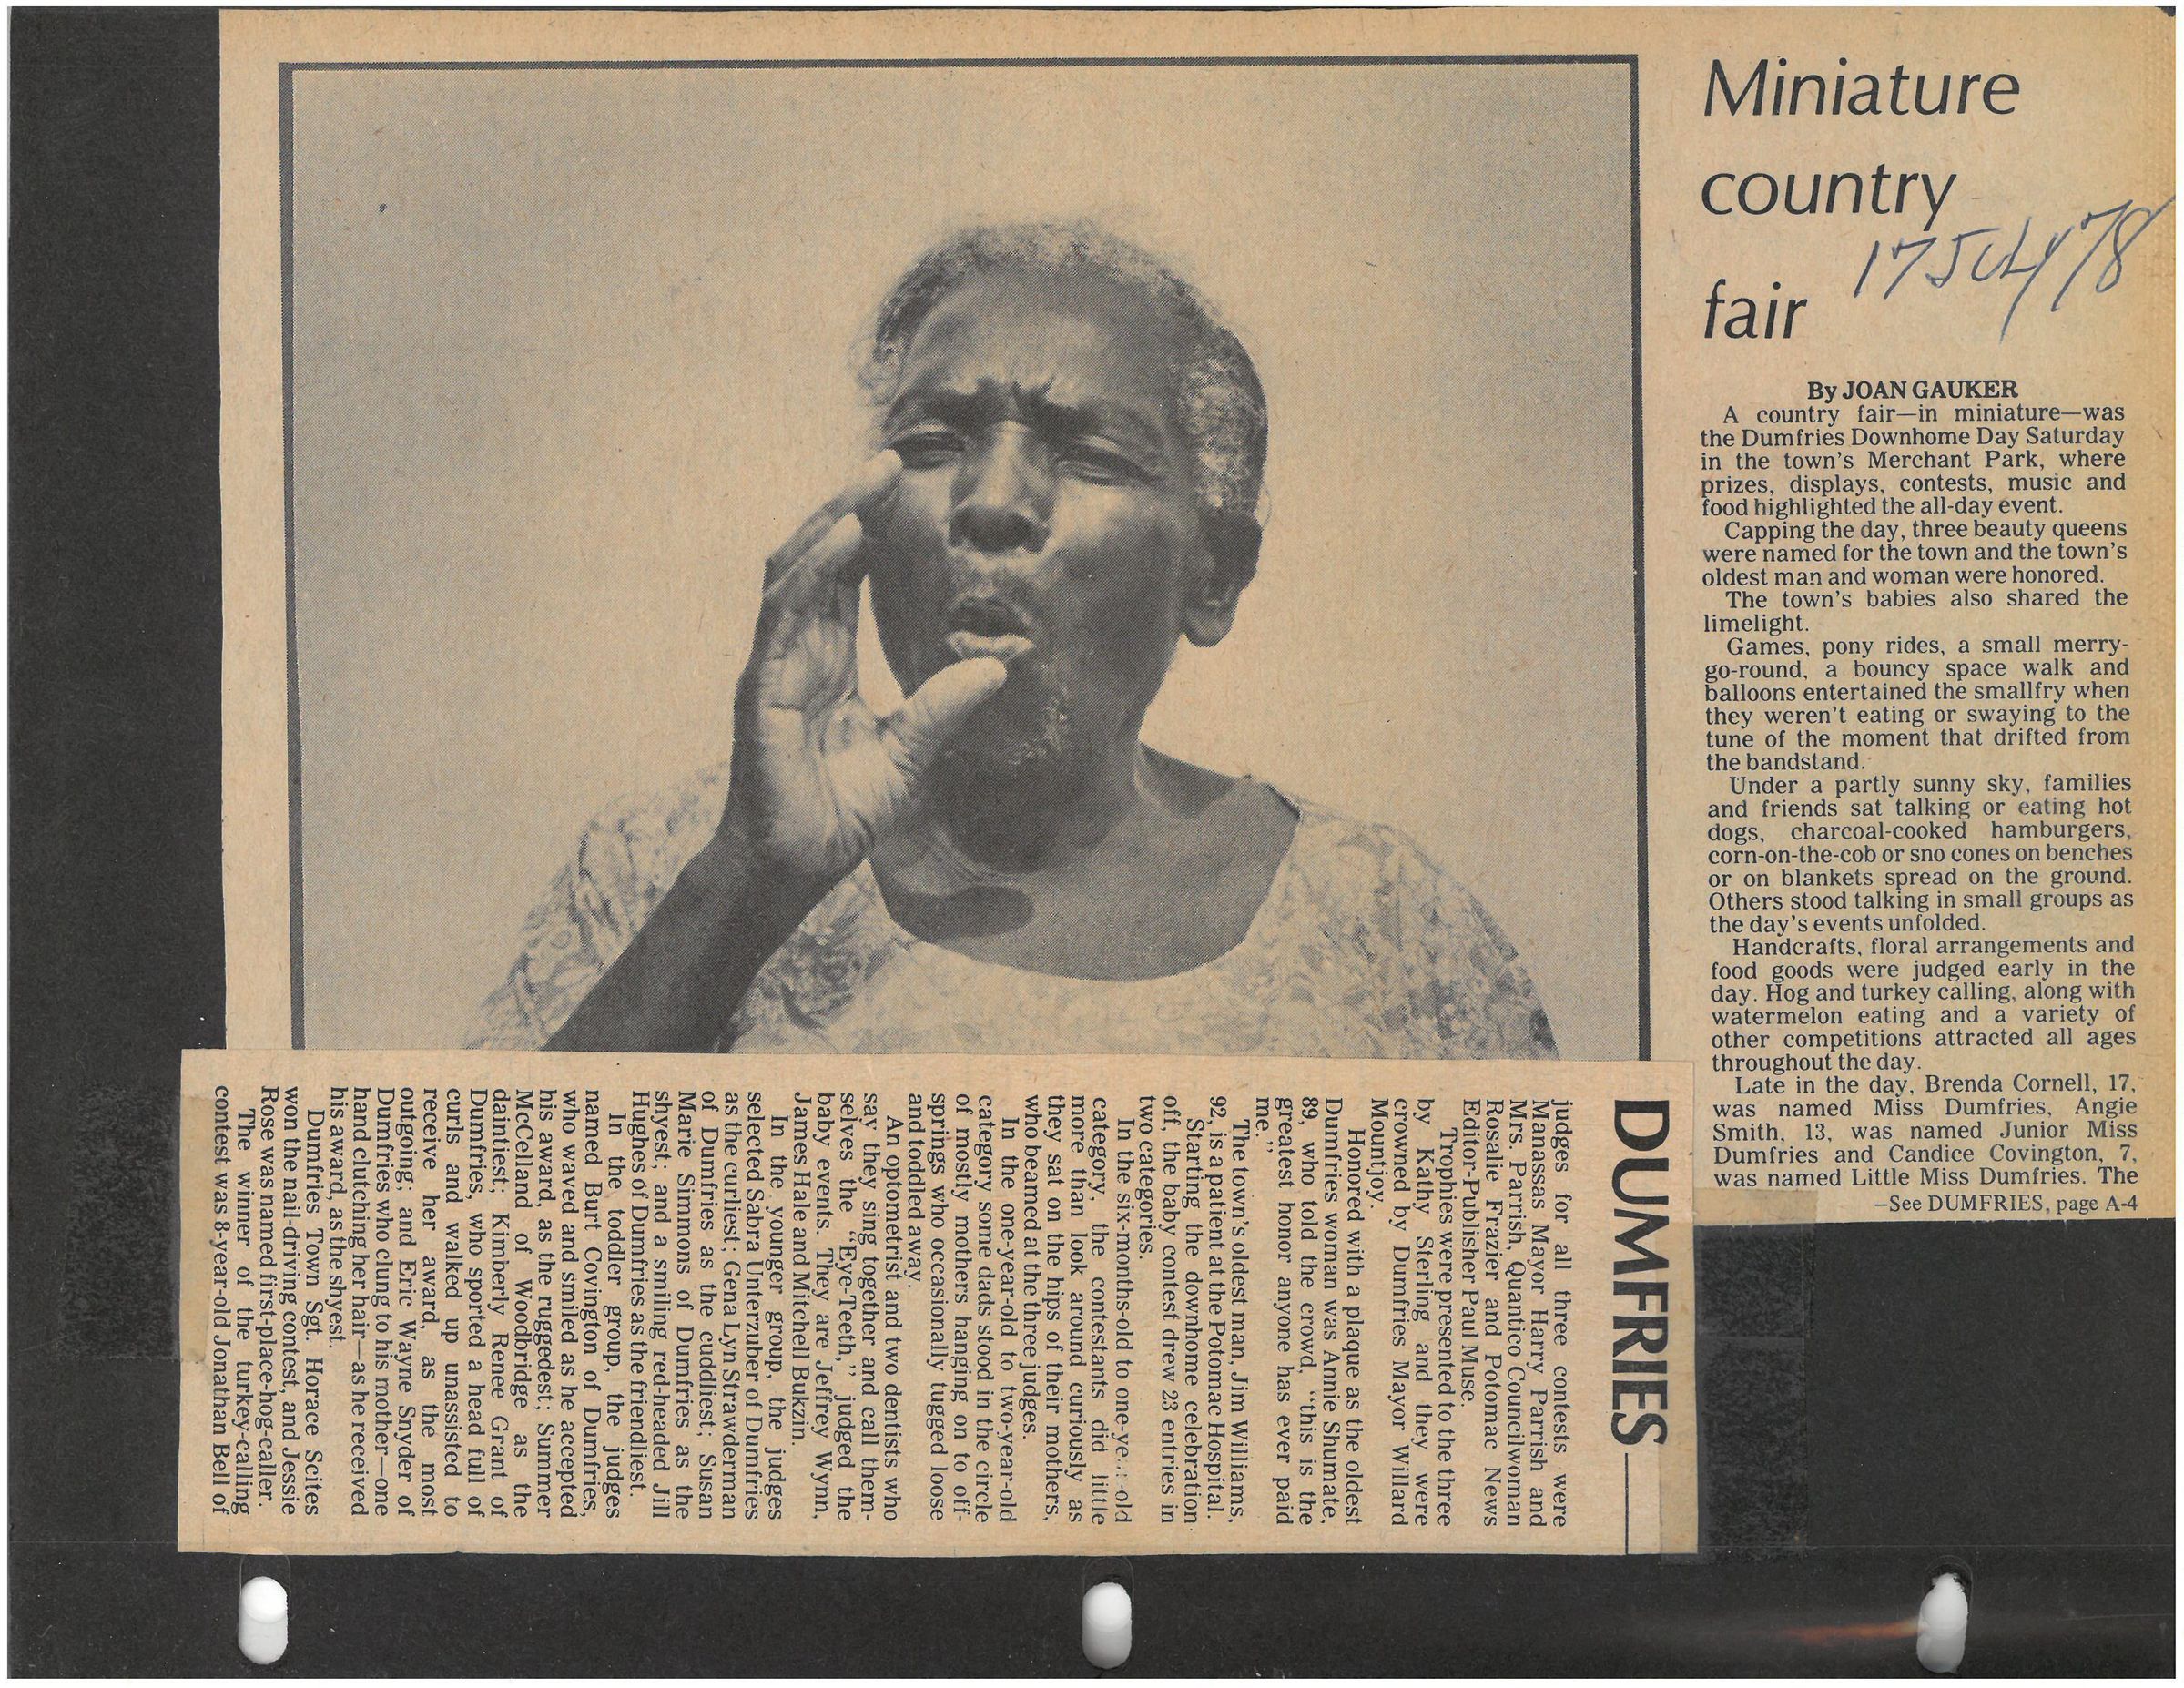 Miniature
country
fair
17 JULY 78
By JOAN GAUKER
A country fair—in miniature—was
the Dumfries Downhome Day Saturday
in the town's Merchant Park, where
prizes, displays, contests, music and
food highlighted the all-day event.
Capping the day, three beauty queens
were named for the town and the town's
oldest man and woman were honored.
The town's babies also shared the
limelight.
Games, pony rides, a small merry-
go-round, a bouncy space walk and
balloons entertained the smallfry when
they weren't eating or swaying to the
tune of the moment that drifted from
the bandstand.
Under a partly sunny sky, families
and friends sat talking or eating hot
dogs, charcoal-cooked hamburgers,
corn-on-the-cob or sno cones on benches
or on blankets spread on the ground.
Others stood talking in small groups as
the day's events unfolded.
Handcrafts, floral arrangements and
food goods were judged early in the
day. Hog and turkey calling, along with
watermelon eating and a variety of
other competitions attracted all ages
throughout the day.
Late in the day, Brenda Cornell, 17,
was named Miss Dumfries, Angie
Smith, 13, was named Junior Miss
Dumfries and Candice Covington, 7,
was named Little Miss Dumfries. The
—See DUMFRIES, page A-4
DUMFRIES—
judges for all three contests were
Manassas Mayor Harry Parrish and
Mrs. Parrish, Quantico Councilwoman
Rosalie Frazier and Potomac News
Editor-Publisher Paul Muse.
Trophies were presented to the three
by Kathy Sterling and they were
crowned by Dumfries Mayor Willard
Mountjoy.
Honored with a plaque as the oldest
Dumfries woman was Annie Shumate,
89, who told the crowd, "this is the
greatest honor anyone has ever paid
me."
The town's oldest man, Jim Williams,
92, is a patient at the Potomac Hospital.
Starting the downhome celebration
off, the baby contest drew 23 entries in
two categories.
In the six-months-old to one-year-old
category, the contestants did little
more than look around curiously as
they sat on the hips of their mothers,
who beamed at the three judges.
In the one-year-old to two-year-old
category some dads stood in the circle
of mostly mothers hanging on to off-
springs who occasionally tugged loose
and toddled away.
An optometrist and two dentists who
say they sing together and call them-
selves the "Eye-Teeth," judged the
baby events. They are Jeffrey Wynn,
James Hale and Mitchell Bukzin.
In the younger group, the judges
selected Sabra Unterzuber of Dumfries
as the curliest; Gena Lyn Strawderman
of Dumfries as the cuddliest; Susan
Marie Simmons of Dumfries as the
shyest; and a smiling red-headed Jill
Hughes of Dumfries as the friendliest.
In the toddler group, the judges
named Burt Covington of Dumfries,
who waved and smiled as he accepted
his award, as the ruggedest; Summer
McClelland of Woodbridge as the
daintiest; Kimberly Renee Grant of
Dumfries, who sported a head full of
curls and walked up unassisted to
receive her award, as the most
outgoing; and Eric Wayne Snyder of
Dumfries who clung to his mother—one
hand clutching her hair—as he received
his award, as the shyest.
Dumfries Town Sgt. Horace Scites
won the nail-driving contest, and Jessie
Rose was named first-place-hog-caller.
The winner of the turkey-calling
contest was 8-year-old Jonathan Bell of